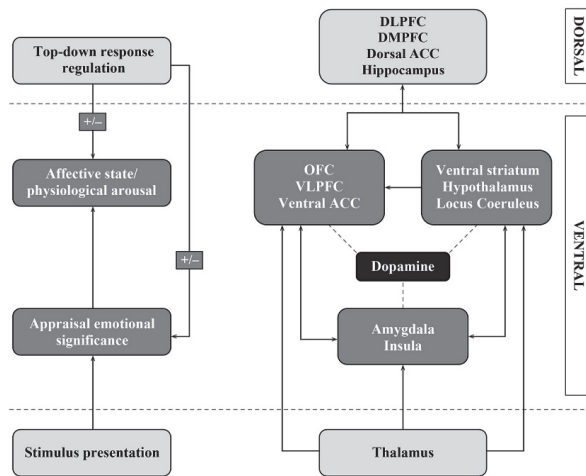 Top-down response
regulation
+/–
Affective state/
physiological arousal
+/–
Appraisal emotional
significance
Stimulus presentation
DLPFC
DMPFC
Dorsal ACC
Hippocampus
OFC
VLPFC
Ventral ACC
Ventral striatum
Hypothalamus
Locus Coeruleus
Dopamine
Amygdala
Insula
Thalamus
DORSAL
VENTRAL